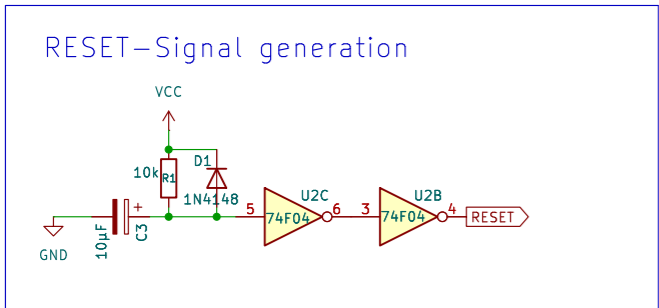 RESET-Signal generation
VCC
10k
R1
D1
1N4148
U2C
5
74F04
6
U2B
3
74F04
4
RESET
+
10µF
C3
GND